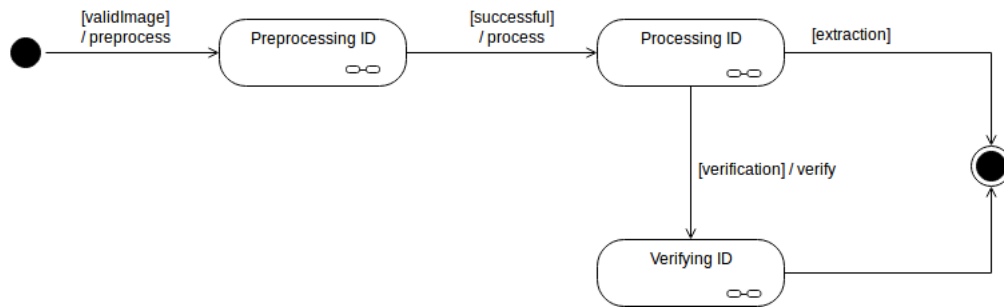 [validImage]
/ preprocess
Preprocessing ID
[successful]
/ process
Processing ID
[extraction]
[verification] / verify
Verifying ID